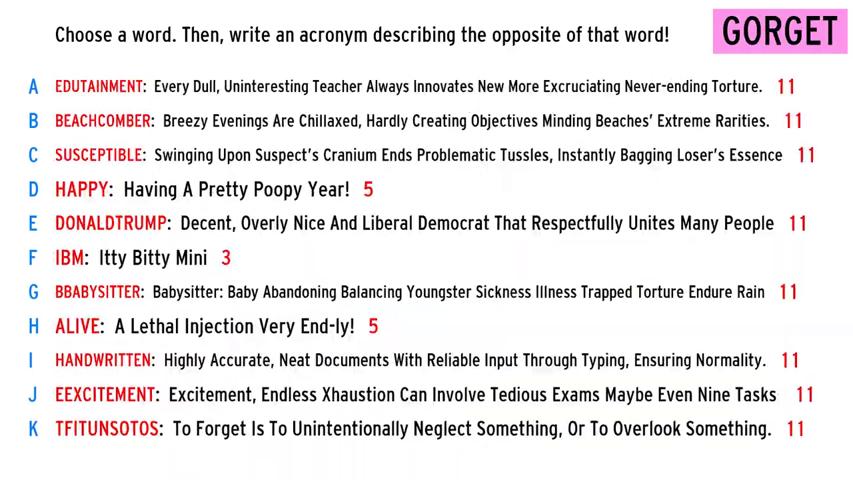 Choose a word. Then, write an acronym describing the opposite of that word!
GORGET
A EDUTAINMENT: Every Dull, Uninteresting Teacher Always Innovates New More Excruciating Never-ending Torture. 11
B BEACHCOMBER: Breezy Evenings Are Chillaxed, Hardly Creating Objectives Minding Beaches' Extreme Rarities. 11
C SUSCEPTIBLE: Swinging Upon Suspect's Cranium Ends Problematic Tussles, Instantly Bagging Loser's Essence 11
D HAPPY: Having A Pretty Poopy Year! 5
E DONALDTRUMP: Decent, Overly Nice And Liberal Democrat That Respectfully Unites Many People 11
F IBM: Itty Bitty Mini 3
G BBABYSITTER: Babysitter: Baby Abandoning Balancing Youngster Sickness Illness Trapped Torture Endure Rain 11
H ALIVE: A Lethal Injection Very End-ly! 5
I HANDWRITTEN: Highly Accurate, Neat Documents With Reliable Input Through Typing, Ensuring Normality. 11
J EEXCITEMENT: Excitement, Endless Xhaustion Can Involve Tedious Exams Maybe Even Nine Tasks 11
K TFITUNSOTOS: To Forget Is To Unintentionally Neglect Something, Or To Overlook Something. 11